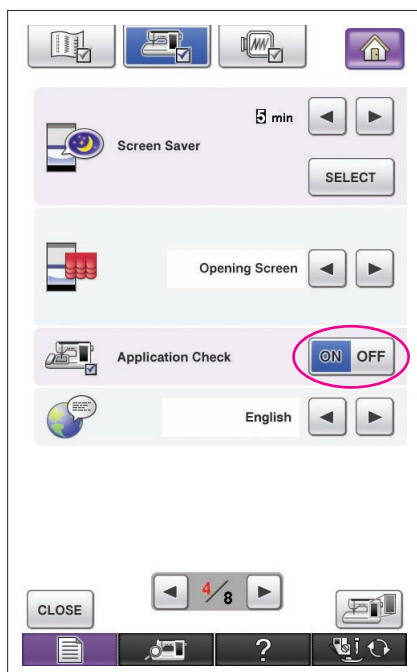 5 min
Screen Saver
SELECT
Opening Screen
Application Check
ON OFF
English
4/8
CLOSE
?
i